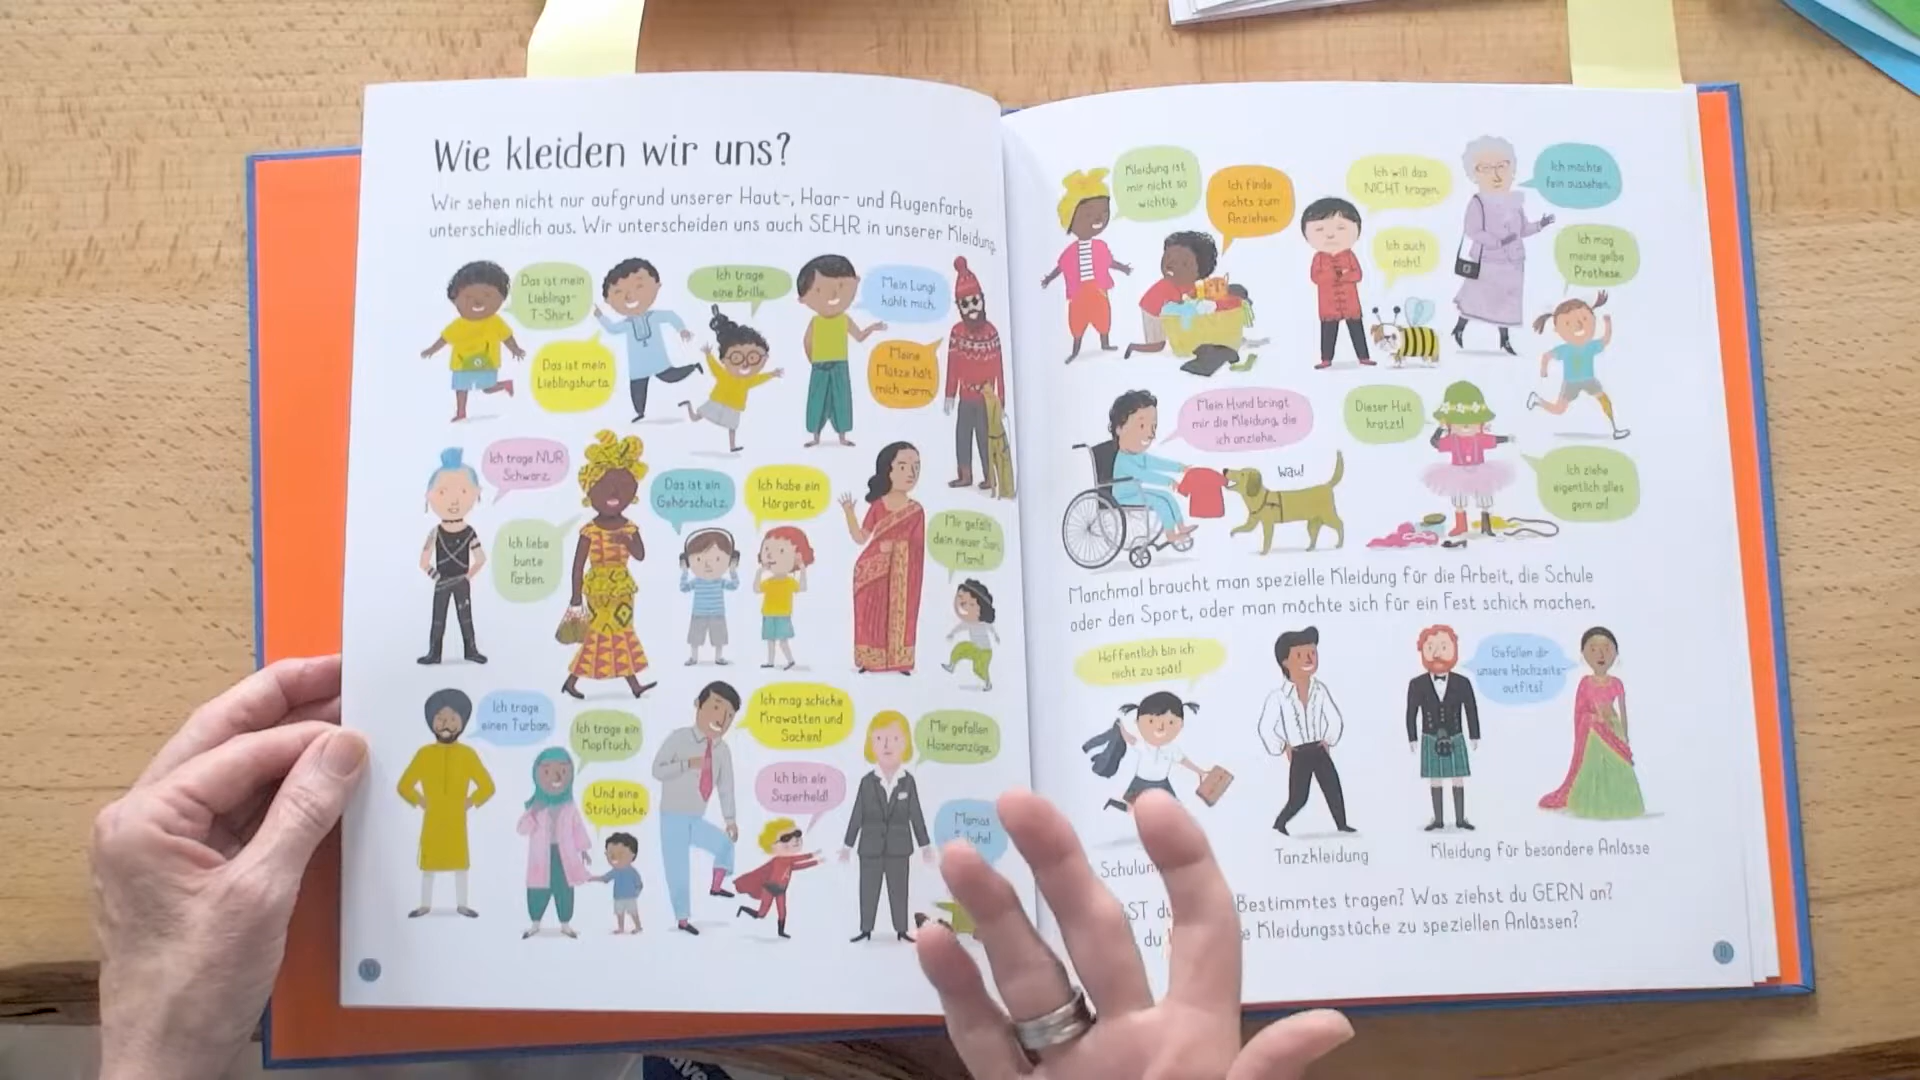 Wie kleiden wir uns?
Wir sehen nicht nur aufgrund unserer Haut-, Haar- und Augenfarbe
unterschiedlich aus. Wir unterscheiden uns auch SEHR in unserer Kleidung.
Das ist mein
Lieblings-
T-Shirt.
Das ist mein
Lieblingskurta.
Ich trage
eine Brille.
Mein Lungi
kühlt mich.
Meine
Mütze hält
mich warm.
Ich trage NUR
Schwarz.
Ich liebe
bunte
Farben.
Das ist ein
Gehörschutz.
Ich habe ein
Hörgerät.
Mir gefällt
dein neuer Sari,
Mami!
Ich trage
einen Turban.
Ich trage ein
Kopftuch.
Und eine
Strickjacke.
Ich mag schicke
Krawatten und
Socken!
Ich bin ein
Superheld!
Mir gefallen
Hosenanzüge.
Mamas
10
Kleidung ist
mir nicht so
wichtig.
Ich finde
nichts zum
Anziehen.
Ich will das
NICHT tragen.
Ich auch
nicht!
Ich möchte
fein aussehen.
Ich mag
meine gelbe
Prothese.
Mein Hund bringt
mir die Kleidung, die
ich anziehe.
Wau!
Dieser Hut
kratzt!
Ich ziehe
eigentlich alles
gern an!
Manchmal braucht man spezielle Kleidung für die Arbeit, die Schule
oder den Sport, oder man möchte sich für ein Fest schick machen.
Hoffentlich bin ich
nicht zu spät!
Gefallen dir
unsere Hochzeits-
outfits?
Tanzkleidung
Kleidung für besondere Anlässe
du Bestimmtes tragen? Was ziehst du GERN an?
du Kleidungsstücke zu speziellen Anlässen?
11